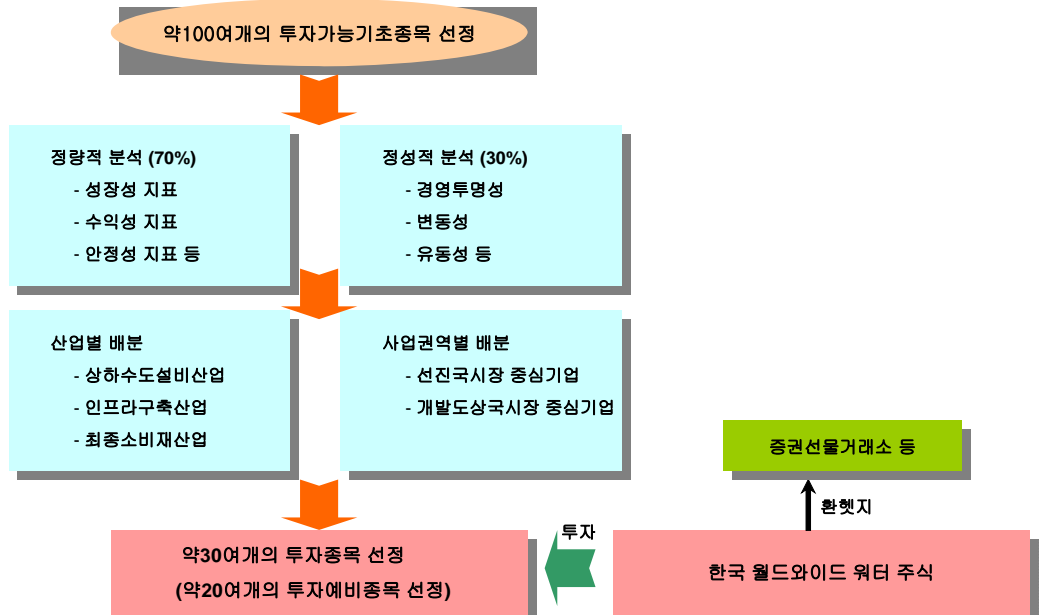 약100여개의 투자가능기초종목 선정
정량적 분석 (70%)
- 성장성 지표
- 수익성 지표
- 안정성 지표 등
정성적 분석 (30%)
- 경영투명성
- 변동성
- 유동성 등
산업별 배분
- 상하수도설비산업
- 인프라구축산업
- 최종소비재산업
사업권역별 배분
- 선진국시장 중심기업
- 개발도상국시장 중심기업
증권선물거래소 등
환헷지
투자
약30여개의 투자종목 선정
(약20여개의 투자예비종목 선정)
한국 월드와이드 워터 주식